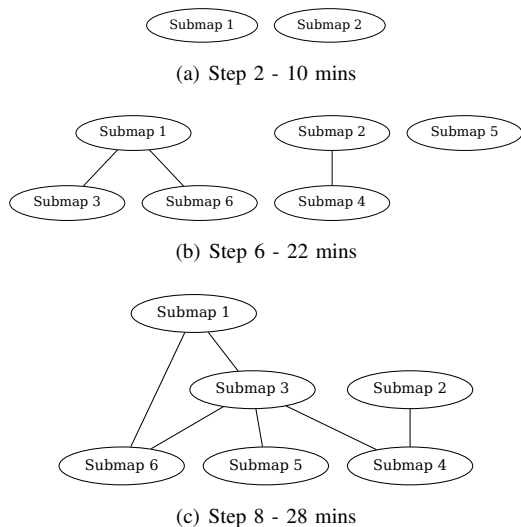 Submap 1 Submap 2
(a) Step 2 - 10 mins
Submap 1 Submap 2 Submap 5
Submap 3 Submap 6 Submap 4
(b) Step 6 - 22 mins
Submap 1
Submap 3 Submap 2
Submap 6 Submap 5 Submap 4
(c) Step 8 - 28 mins